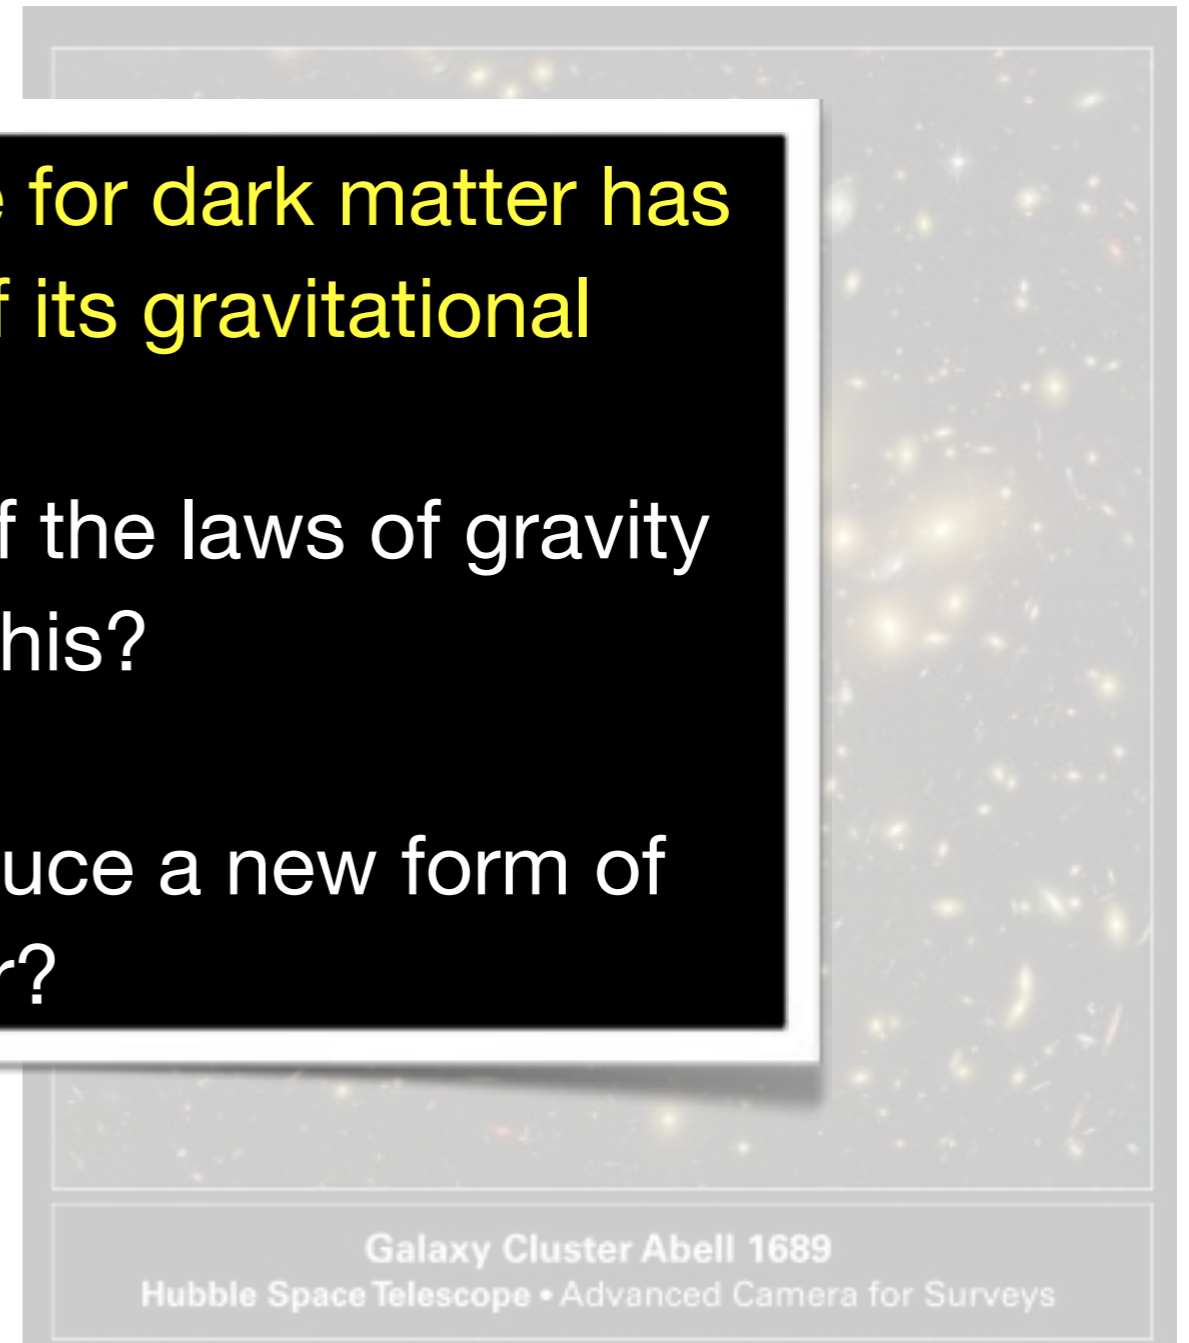 e for dark matter has
f its gravitational
f the laws of gravity
his?
uce a new form of
r?
Galaxy Cluster Abell 1689
Hubble Space Telescope • Advanced Camera for Surveys